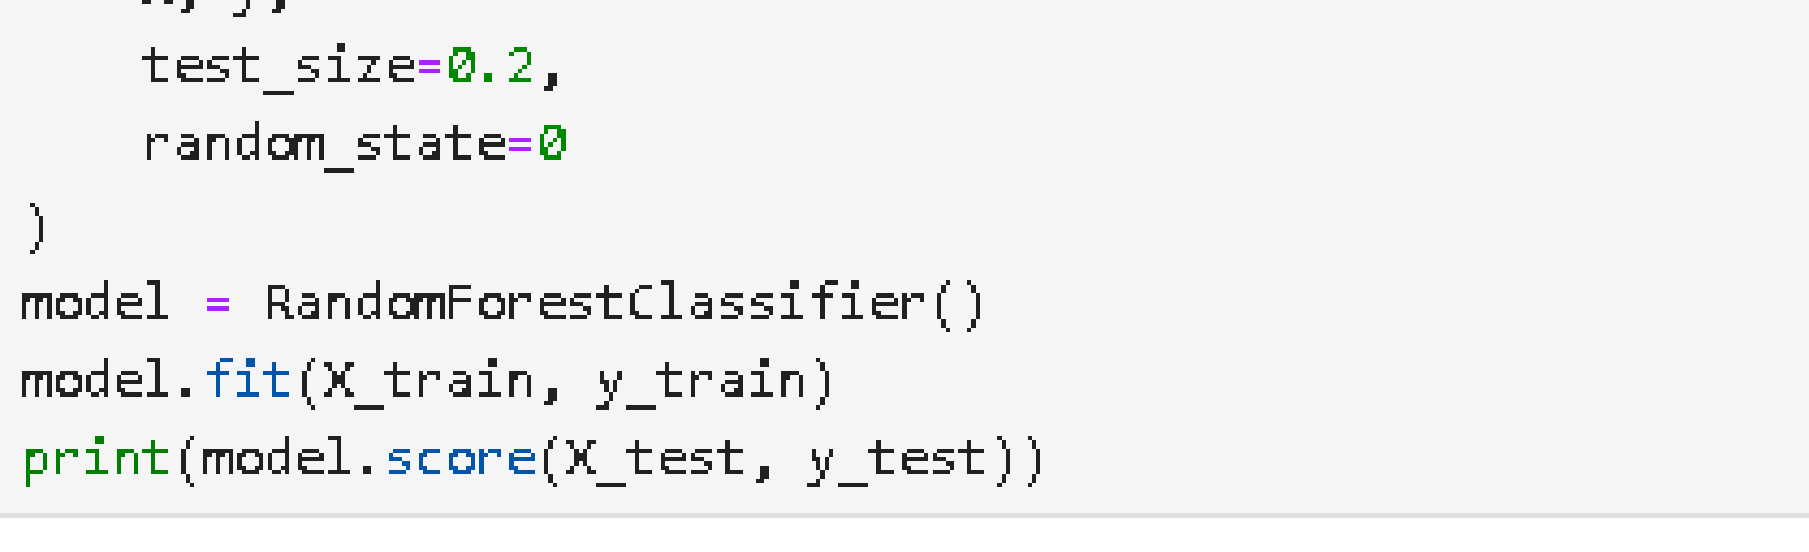 test_size=0.2,
random_state=0
)
model = RandomForestClassifier()
model.fit(X_train, y_train)
print(model.score(X_test, y_test))